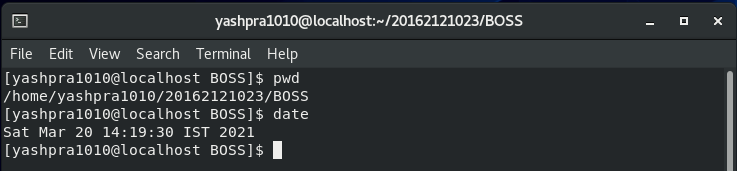 yashpra1010@localhost:~/20162121023/BOSS
File Edit View Search Terminal Help
[yashpra1010@localhost BOSS]$ pwd
/home/yashpra1010/20162121023/BOSS
[yashpra1010@localhost BOSS]$ date
Sat Mar 20 14:19:30 IST 2021
[yashpra1010@localhost BOSS]$